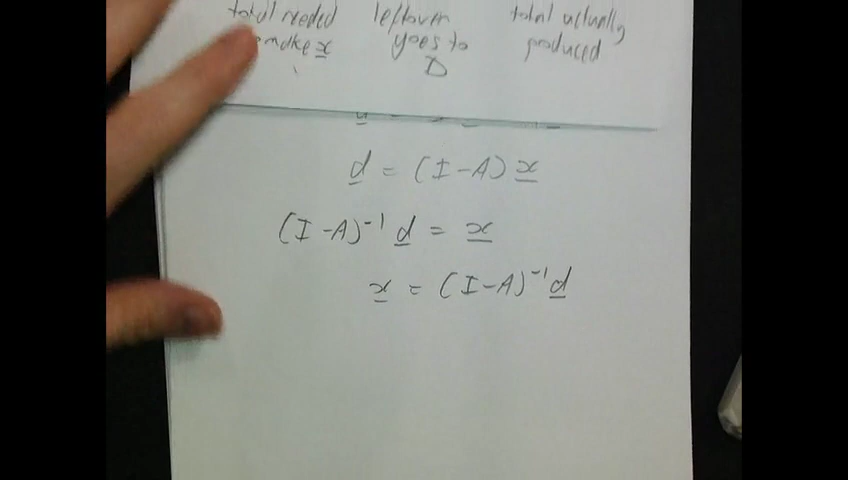 total needed leftover total actually
make x goes to produced
D
d = (I-A) x
(I-A)⁻¹ d = x
x = (I-A)⁻¹ d